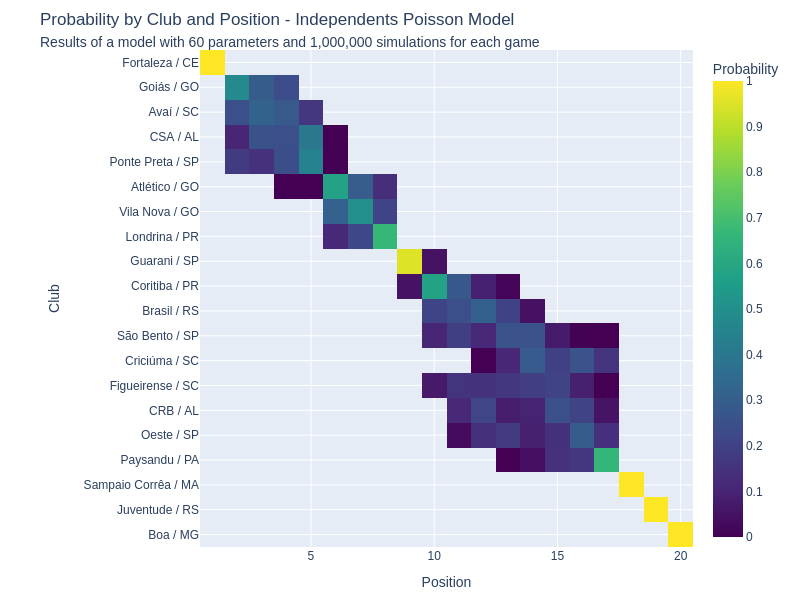 Probability by Club and Position - Independents Poisson Model
Results of a model with 60 parameters and 1,000,000 simulations for each game
Probability
Fortaleza / CE
Goiás / GO
Avaí / SC
CSA / AL
Ponte Preta / SP
Atlético / GO
Vila Nova / GO
Londrina / PR
Guarani / SP
Coritiba / PR
Brasil / RS
São Bento / SP
Criciúma / SC
Figueirense / SC
CRB / AL
Oeste / SP
Paysandu / PA
Sampaio Corrêa / MA
Juventude / RS
Boa / MG
Club
5 10 15 20
Position
1
0.9
0.8
0.7
0.6
0.5
0.4
0.3
0.2
0.1
0